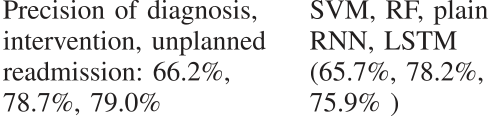 Precision of diagnosis,
intervention, unplanned
readmission: 66.2%,
78.7%, 79.0%
SVM, RF, plain
RNN, LSTM
(65.7%, 78.2%,
75.9% )